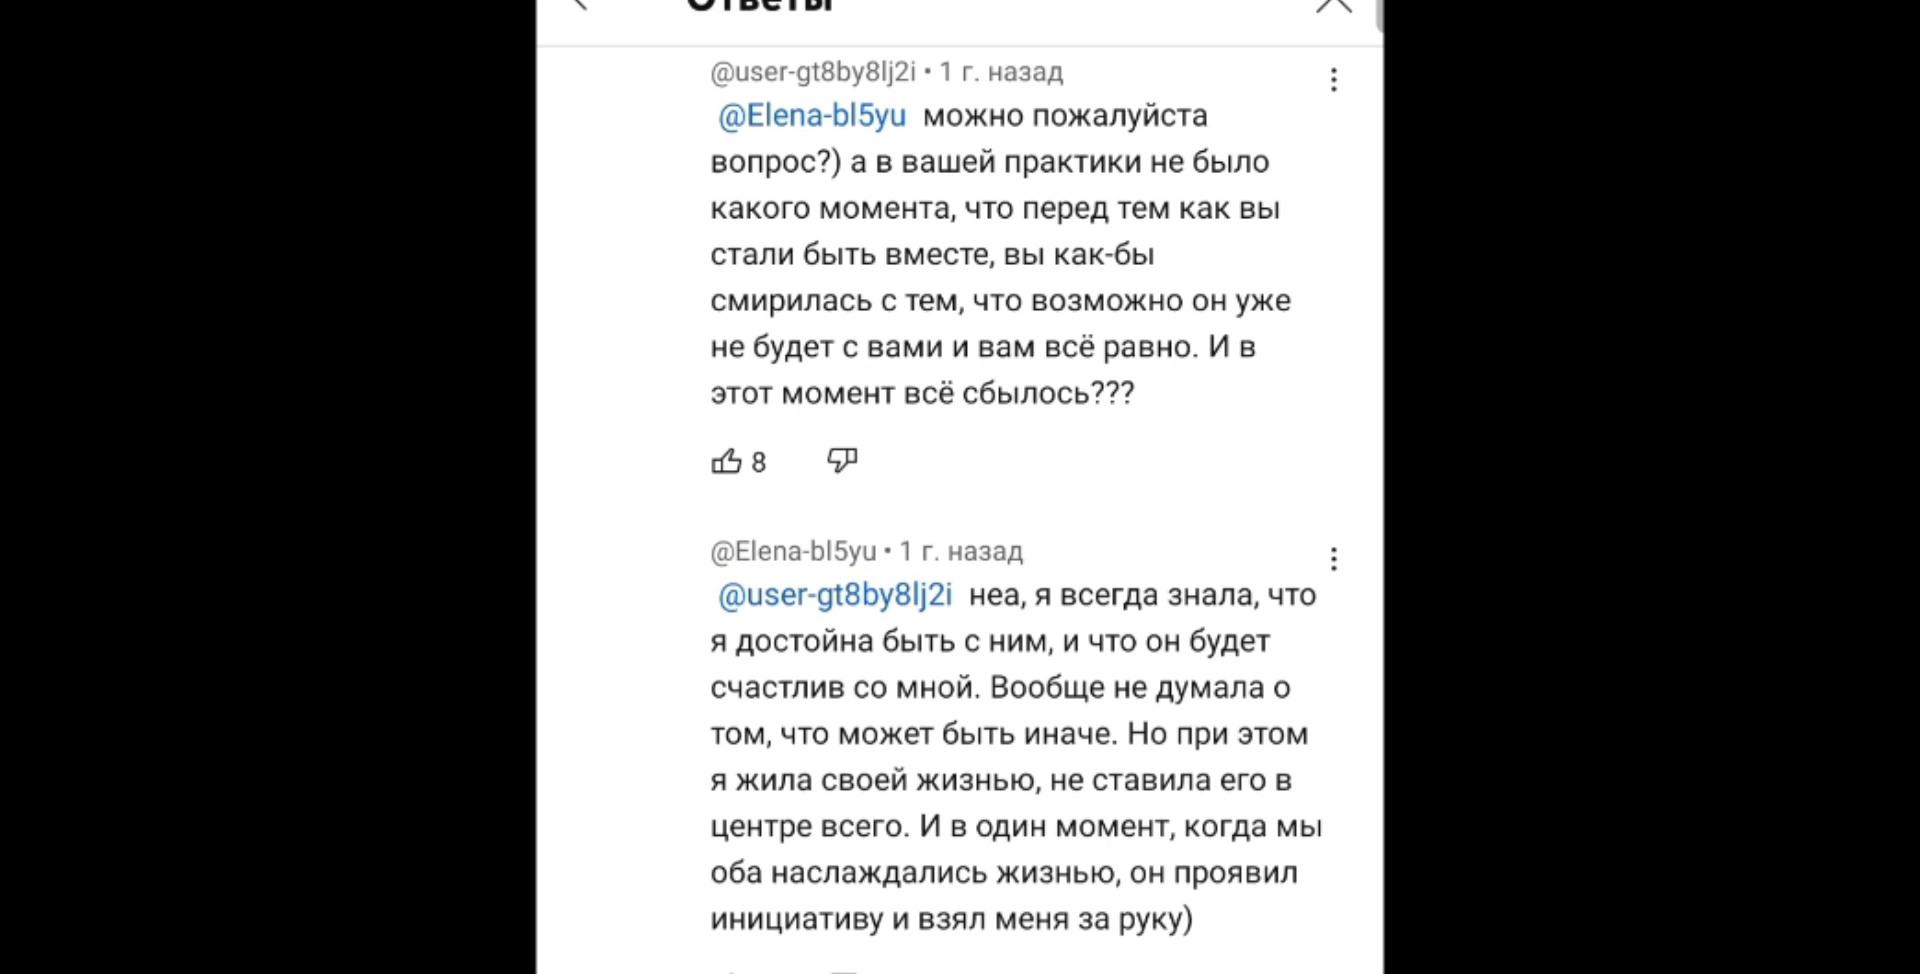 Ответы
@user-gt8by8lj2i • 1 г. назад
@Elena-bl5yu можно пожалуйста
вопрос?) а в вашей практики не было
какого момента, что перед тем как вы
стали быть вместе, вы как-бы
смирилась с тем, что возможно он уже
не будет с вами и вам всё равно. И в
этот момент всё сбылось???
8
@Elena-bl5yu • 1 г. назад
@user-gt8by8lj2i неа, я всегда знала, что
я достойна быть с ним, и что он будет
счастлив со мной. Вообще не думала о
том, что может быть иначе. Но при этом
я жила своей жизнью, не ставила его в
центре всего. И в один момент, когда мы
оба наслаждались жизнью, он проявил
инициативу и взял меня за руку)